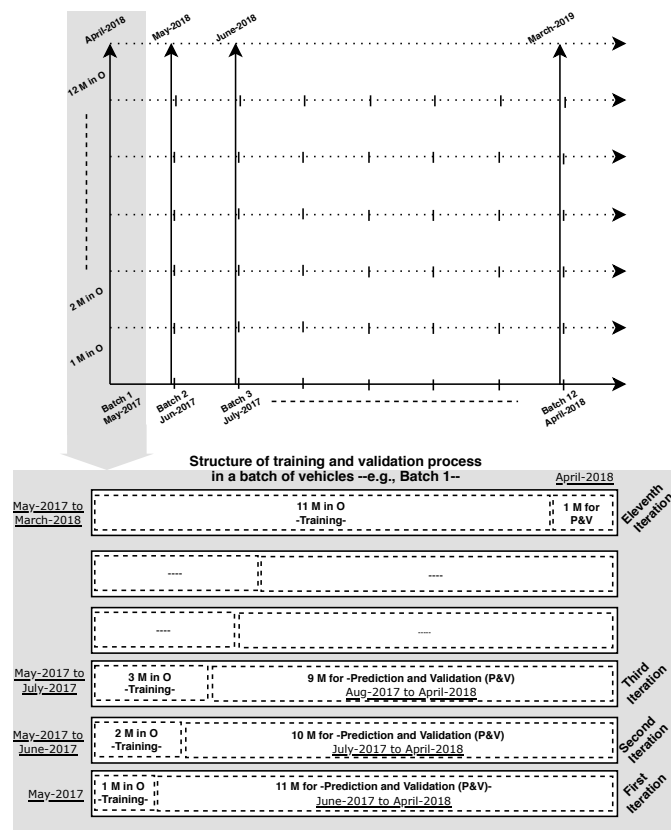 April-2018
May-2018
June-2018
March-2019
12 M in O
2 M in O
1 M in O
Batch 1
May-2017
Batch 2
Jun-2017
Batch 3
July-2017
Batch 12
April-2018
Structure of training and validation process
in a batch of vehicles --e.g., Batch 1--
April-2018
May-2017 to
March-2018
11 M in O
-Training-
1 M for
P&V
Eleventh
Iteration
----
----
----
-----
May-2017 to
July-2017
3 M in O
-Training-
9 M for -Prediction and Validation (P&V)
Aug-2017 to April-2018
Third
Iteration
May-2017 to
June-2017
2 M in O
-Training-
10 M for -Prediction and Validation (P&V)
July-2017 to April-2018
Second
Iteration
May-2017
1 M in O
-Training-
11 M for -Prediction and Validation (P&V)-
June-2017 to April-2018
First
Iteration